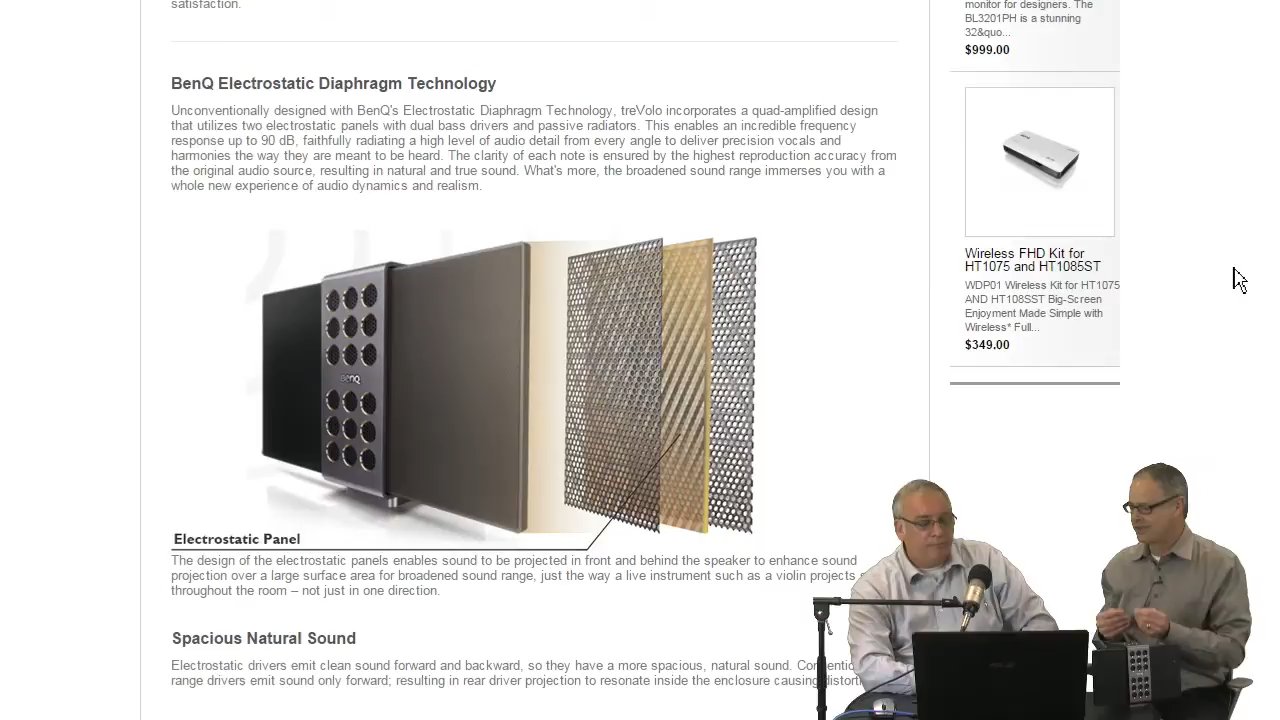 satisfaction.
BenQ Electrostatic Diaphragm Technology
Unconventionally designed with BenQ's Electrostatic Diaphragm Technology, treVolo incorporates a quad-amplified design
that utilizes two electrostatic panels with dual bass drivers and passive radiators. This enables an incredible frequency
response up to 90 dB, faithfully radiating a high level of audio detail from every angle to deliver precision vocals and
harmonies the way they are meant to be heard. The clarity of each note is ensured by the highest reproduction accuracy from
the original audio source, resulting in natural and true sound. What's more, the broadened sound range immerses you with a
whole new experience of audio dynamics and realism.
BenQ
Electrostatic Panel
The design of the electrostatic panels enables sound to be projected in front and behind the speaker to enhance sound
projection over a large surface area for broadened sound range, just the way a live instrument such as a violin projects
throughout the room – not just in one direction.
Spacious Natural Sound
Electrostatic drivers emit clean sound forward and backward, so they have a more spacious, natural sound.
range drivers emit sound only forward; resulting in rear driver projection to resonate inside the enclosure causing
monitor for designers. The
BL3201PH is a stunning
32&quo...
$999.00
Wireless FHD Kit for
HT1075 and HT1085ST
WDP01 Wireless Kit for HT1075
AND HT108SST Big-Screen
Enjoyment Made Simple with
Wireless* Full...
$349.00